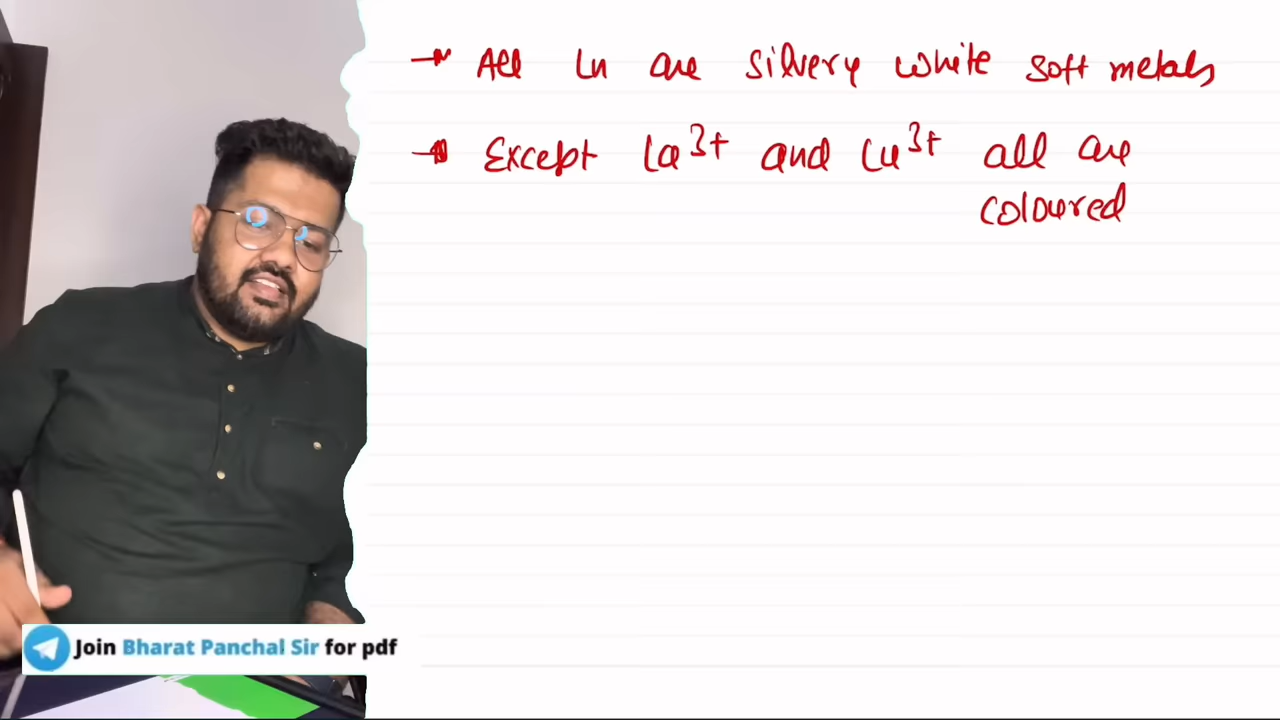 → All Ln are silvery white soft metals
→ Except La³⁺ and Lu³⁺ all are
coloured
Join Bharat Panchal Sir for pdf